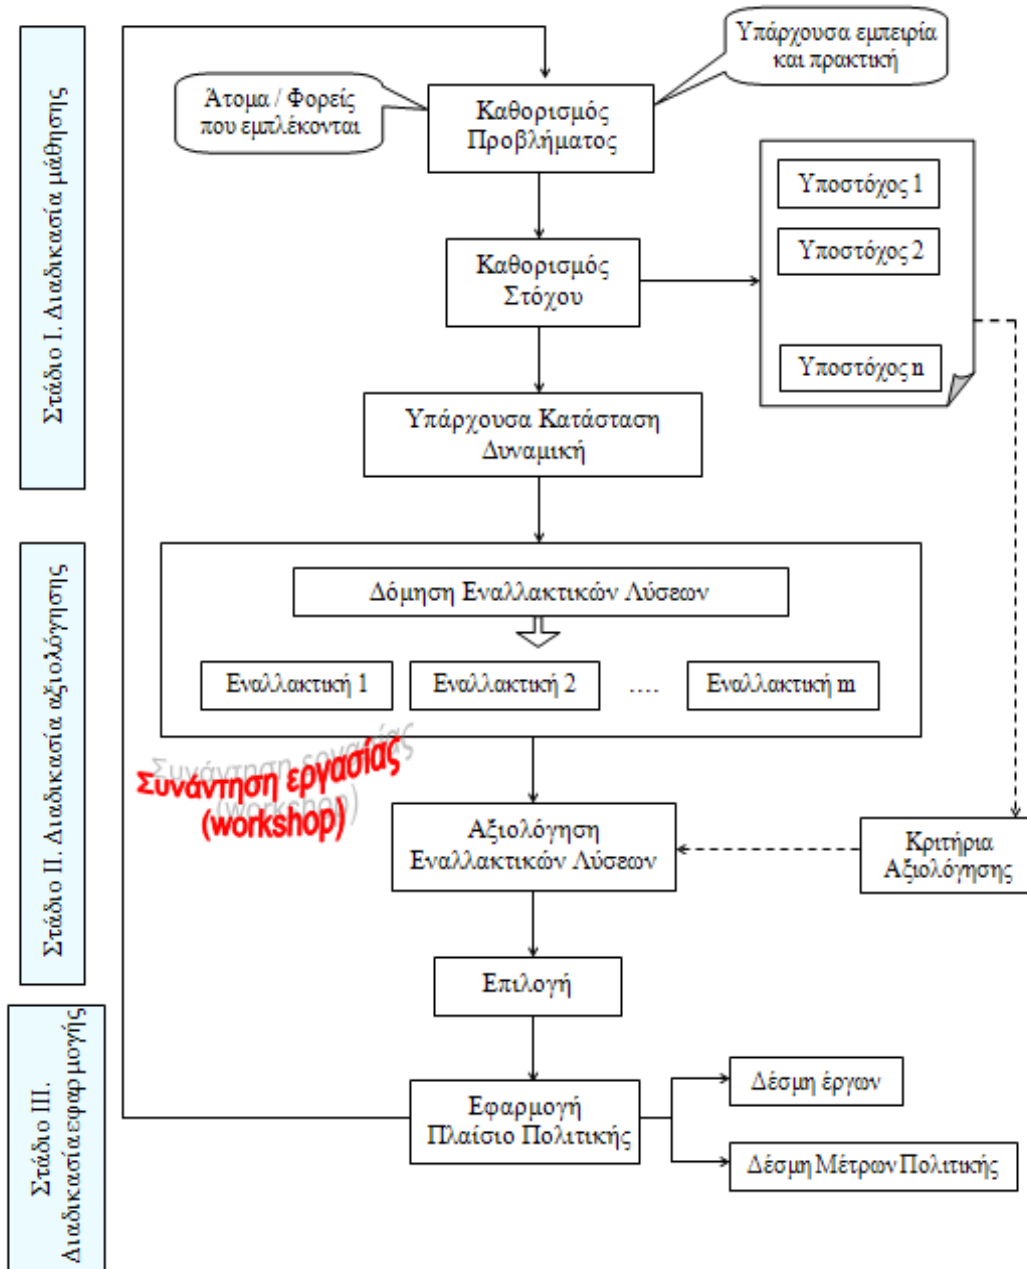 Υπάρχουσα εμπειρία
και πρακτική
Άτομα / Φορείς
που εμπλέκονται
Καθορισμός
Προβλήματος
Στάδιο Ι. Διαδικασία μάθησης
Υποστόχος 1
Υποστόχος 2
Υποστόχος n
Καθορισμός
Στόχου
Υπάρχουσα Κατάσταση
Δυναμική
Στάδιο ΙΙ. Διαδικασία αξιολόγησης
Δόμηση Εναλλακτικών Λύσεων
Εναλλακτική 1
Εναλλακτική 2
....
Εναλλακτική m
Συνάντηση εργασίας
(workshop)
Αξιολόγηση
Εναλλακτικών Λύσεων
Κριτήρια
Αξιολόγησης
Επιλογή
Στάδιο ΙΙΙ.
Διαδικασία εφαρμογής
Εφαρμογή
Πλαίσιο Πολιτικής
Δέσμη έργων
Δέσμη Μέτρων Πολιτικής